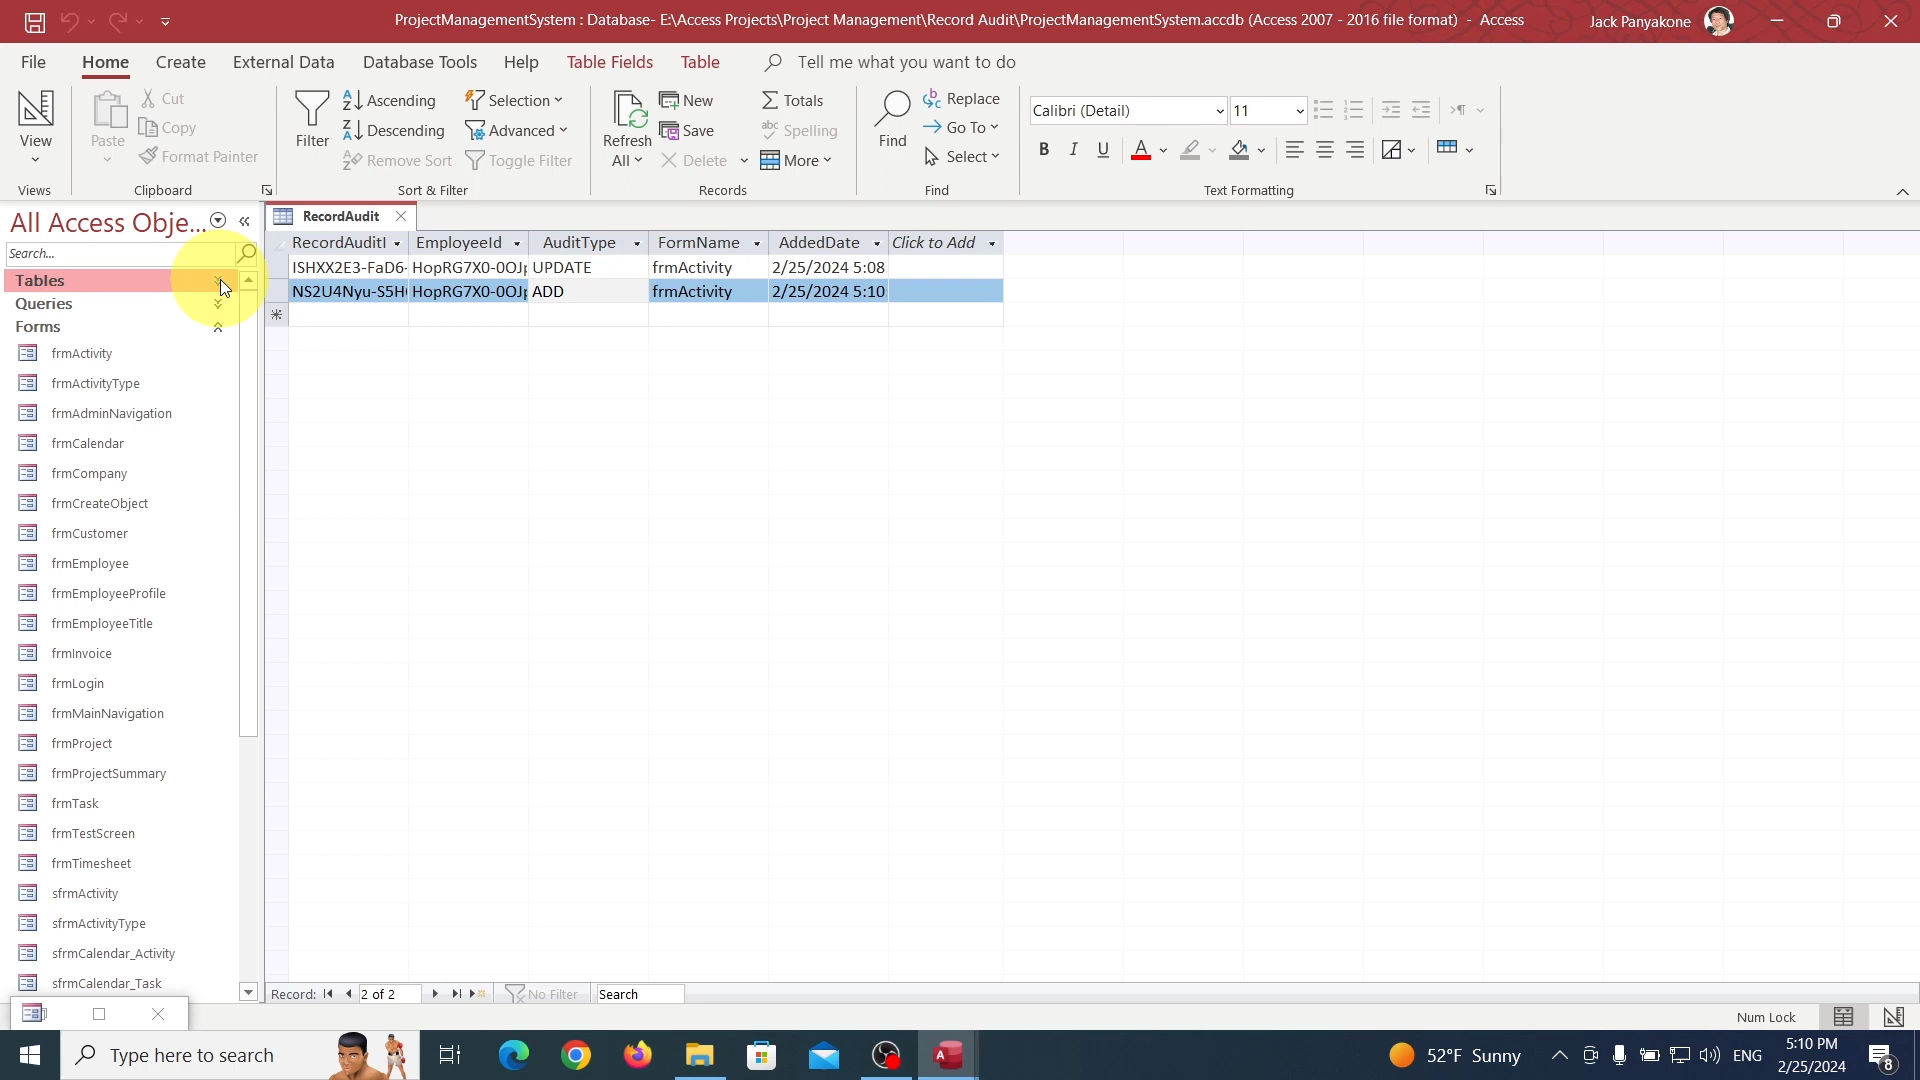 ProjectManagementSystem : Database- E:\Access Projects\Project Management\Record Audit\ProjectManagementSystem.accdb (Access 2007 - 2016 file format) - Access
Jack Panyakone
File Home Create External Data Database Tools Help Table Fields Table Tell me what you want to do
View
Views
Paste
Cut
Copy
Format Painter
Clipboard
Filter
Ascending
Descending
Remove Sort
Selection
Advanced
Toggle Filter
Sort & Filter
Refresh
All
New
Save
Delete
Totals
Spelling
More
Records
Find
Replace
Go To
Select
Find
Calibri (Detail) 11
B I U A
Text Formatting
All Access Obje...
Search...
Tables
Queries
Forms
frmActivity
frmActivityType
frmAdminNavigation
frmCalendar
frmCompany
frmCreateObject
frmCustomer
frmEmployee
frmEmployeeProfile
frmEmployeeTitle
frmInvoice
frmLogin
frmMainNavigation
frmProject
frmProjectSummary
frmTask
frmTestScreen
frmTimesheet
sfrmActivity
sfrmActivityType
sfrmCalendar_Activity
sfrmCalendar_Task
RecordAudit
RecordAuditI EmployeeId AuditType FormName AddedDate Click to Add
ISHXX2E3-FaD6- HopRG7X0-0OJp UPDATE frmActivity 2/25/2024 5:08
NS2U4Nyu-S5H HopRG7X0-0OJp ADD frmActivity 2/25/2024 5:10
Record: 2 of 2 No Filter Search
Num Lock
Type here to search
52°F Sunny
ENG
5:10 PM
2/25/2024
8